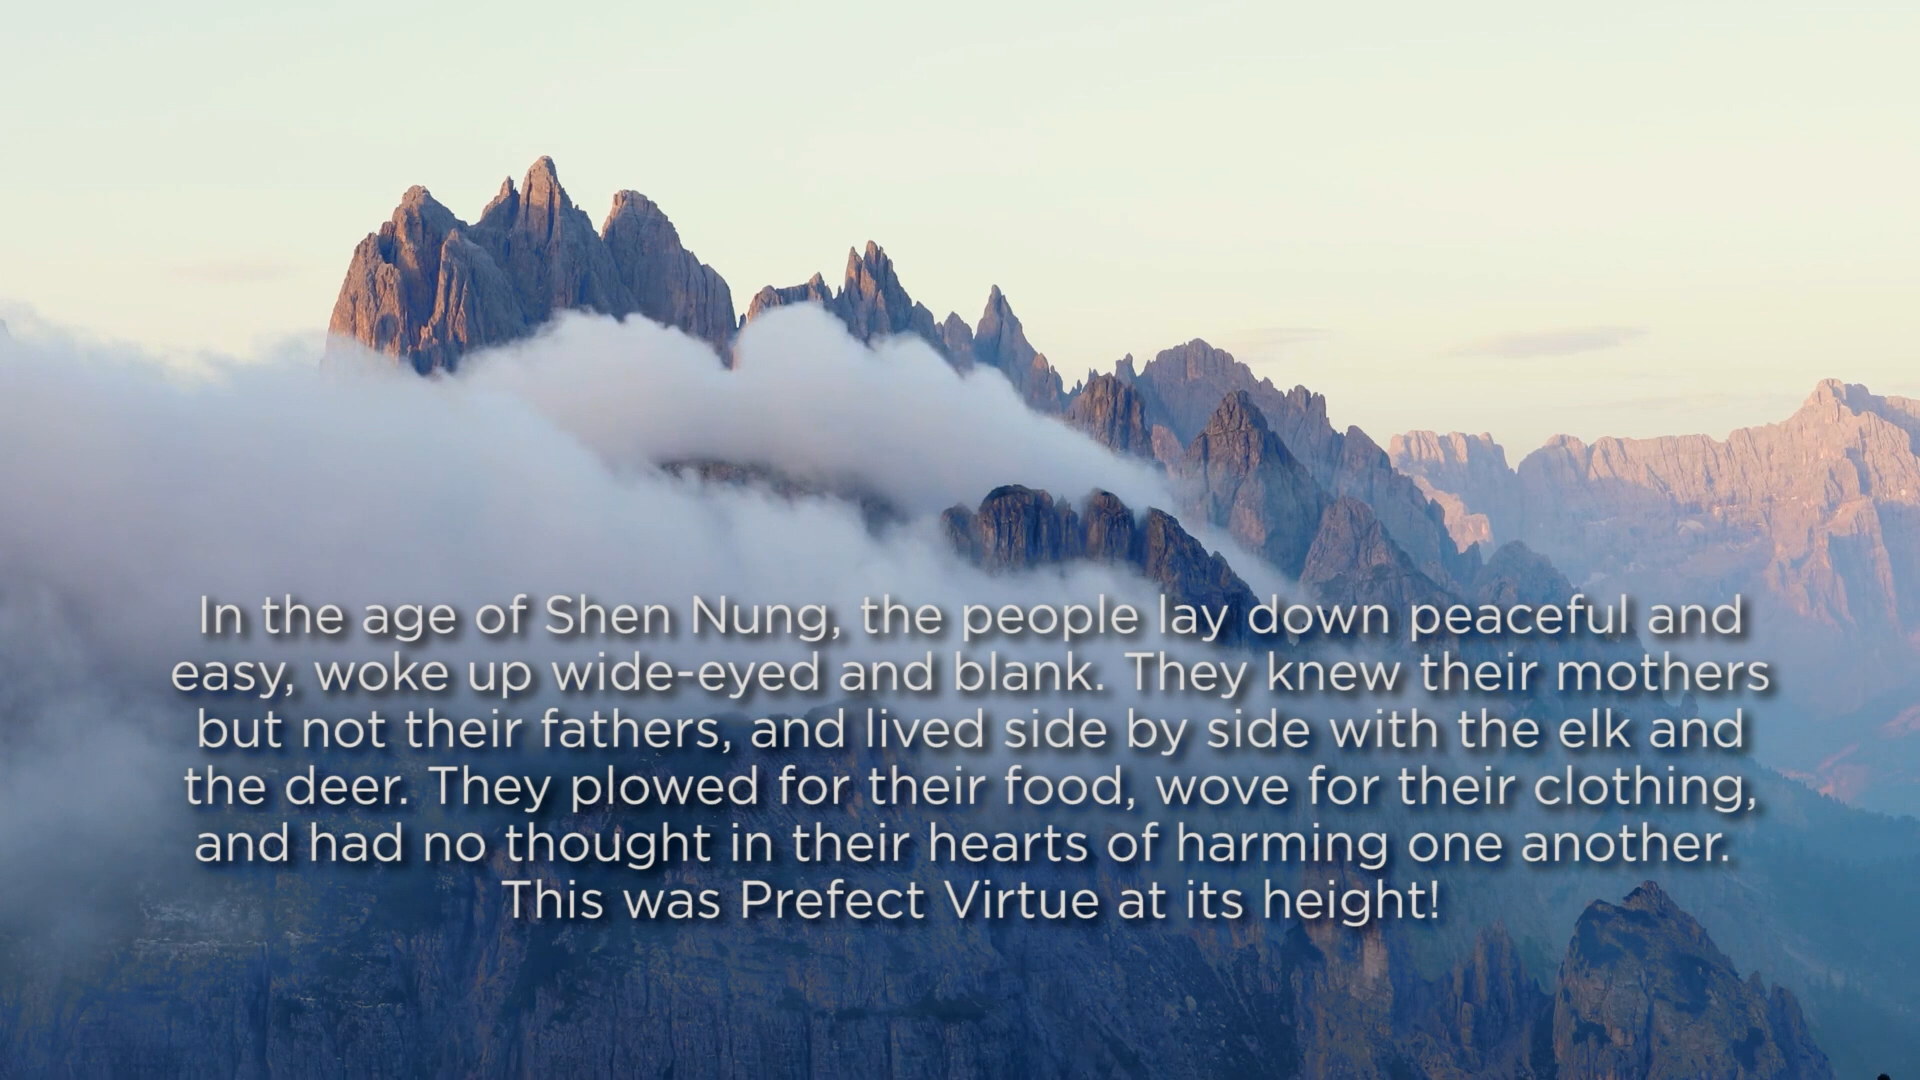 In the age of Shen Nung, the people lay down peaceful and
easy, woke up wide-eyed and blank. They knew their mothers
but not their fathers, and lived side by side with the elk and
the deer. They plowed for their food, wove for their clothing,
and had no thought in their hearts of harming one another.
This was Prefect Virtue at its height!